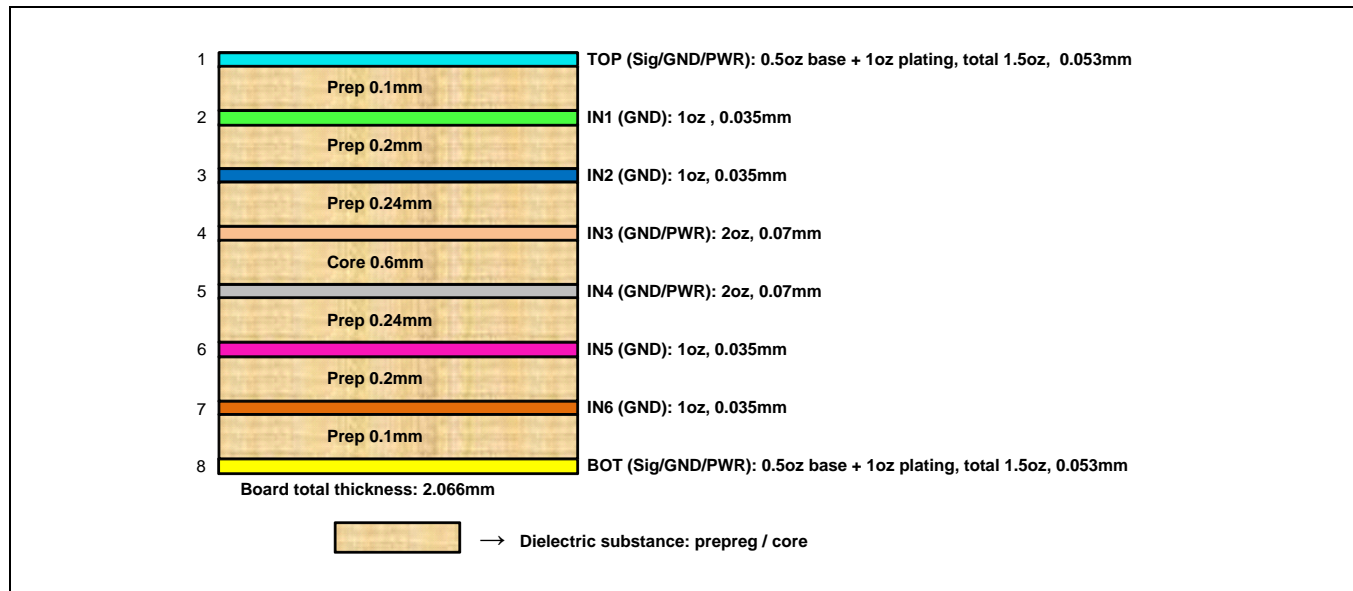 1 TOP (Sig/GND/PWR): 0.5oz base + 1oz plating, total 1.5oz, 0.053mm
Prep 0.1mm
2 IN1 (GND): 1oz , 0.035mm
Prep 0.2mm
3 IN2 (GND): 1oz, 0.035mm
Prep 0.24mm
4 IN3 (GND/PWR): 2oz, 0.07mm
Core 0.6mm
5 IN4 (GND/PWR): 2oz, 0.07mm
Prep 0.24mm
6 IN5 (GND): 1oz, 0.035mm
Prep 0.2mm
7 IN6 (GND): 1oz, 0.035mm
Prep 0.1mm
8 BOT (Sig/GND/PWR): 0.5oz base + 1oz plating, total 1.5oz, 0.053mm
Board total thickness: 2.066mm
→ Dielectric substance: prepreg / core